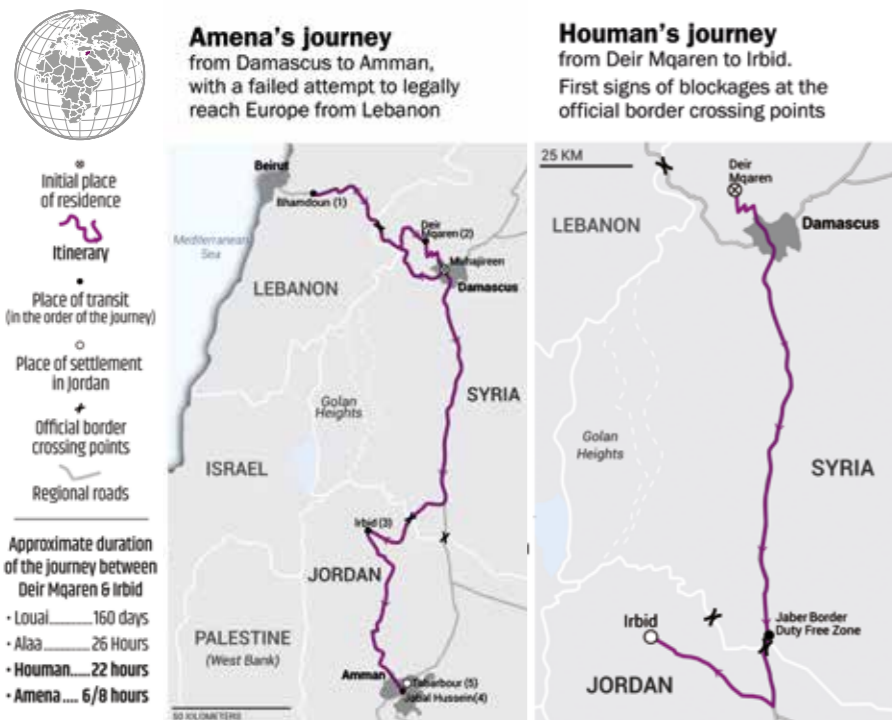 Initial place
of residence
Itinerary
Place of transit
(in the order of the journey)
Place of settlement
in Jordan
Official border
crossing points
Regional roads
Approximate duration
of the journey between
Deir Mqaren & Irbid
• Louai..........160 days
• Alaa..........26 Hours
• Houman.....22 hours
• Amena.... 6/8 hours
Amena's journey
from Damascus to Amman,
with a failed attempt to legally
reach Europe from Lebanon
Beirut
Bhamdoun (1)
Mediterranean
Sea
Deir
Mqaren (2)
Muhajireen
Damascus
LEBANON
SYRIA
Golan
Heights
ISRAEL
Irbid (3)
JORDAN
PALESTINE
(West Bank)
Amman
Tabarbour (5)
Jabal Hussein(4)
50 KILOMETERS
Houman's journey
from Deir Mqaren to Irbid.
First signs of blockages at the
official border crossing points
25 KM
Deir
Mqaren
LEBANON
Damascus
Golan
Heights
SYRIA
Irbid
Jaber Border
Duty Free Zone
JORDAN